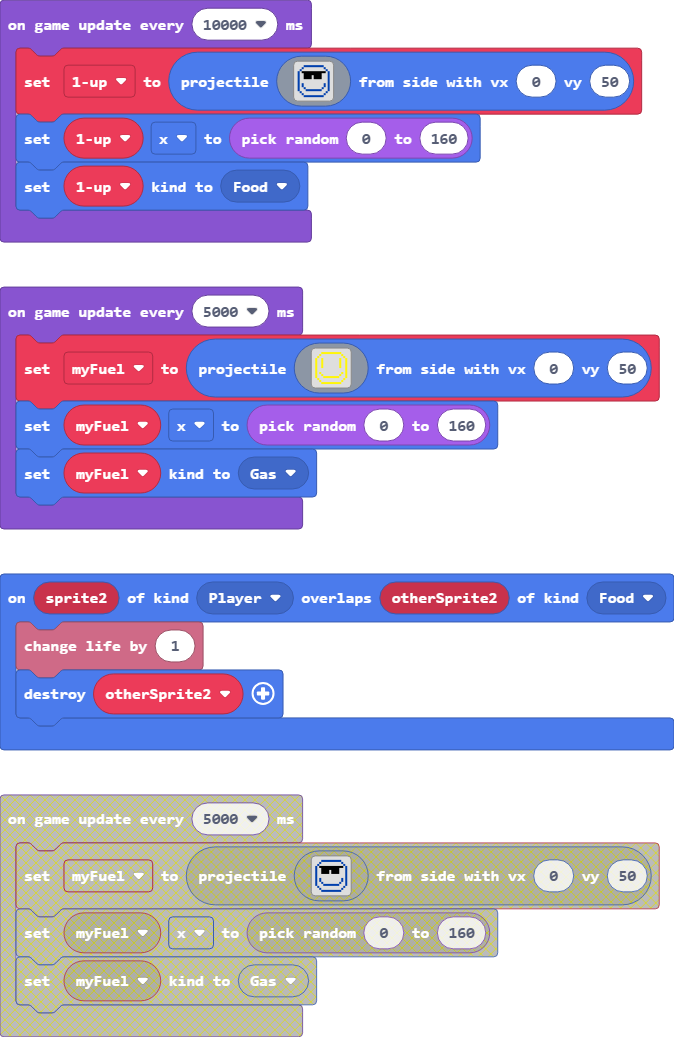 on game update every 10000 ms
set 1-up to projectile from side with vx 0 vy 50
set 1-up x to pick random 0 to 160
set 1-up kind to Food
on game update every 5000 ms
set myFuel to projectile from side with vx 0 vy 50
set myFuel x to pick random 0 to 160
set myFuel kind to Gas
on sprite2 of kind Player overlaps otherSprite2 of kind Food
change life by 1
destroy otherSprite2
on game update every 5000 ms
set myFuel to projectile from side with vx 0 vy 50
set myFuel x to pick random 0 to 160
set myFuel kind to Gas